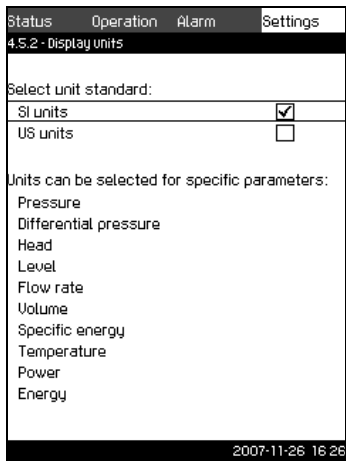 Status Operation Alarm Settings
4.5.2 - Display units
Select unit standard:
SI units
US units
Units can be selected for specific parameters:
Pressure
Differential pressure
Head
Level
Flow rate
Volume
Specific energy
Temperature
Power
Energy
2007-11-26 16:26